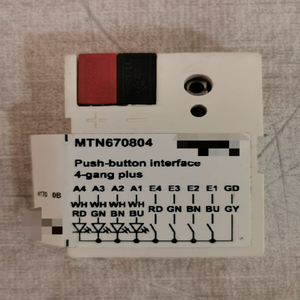 + -
MTN670804
Push-button interface
4-gang plus
A4 A3 A2 A1 E4 E3 E2 E1 GD
WH WH WH WH RD GN BN BU GY
RD GN BN BU
0B